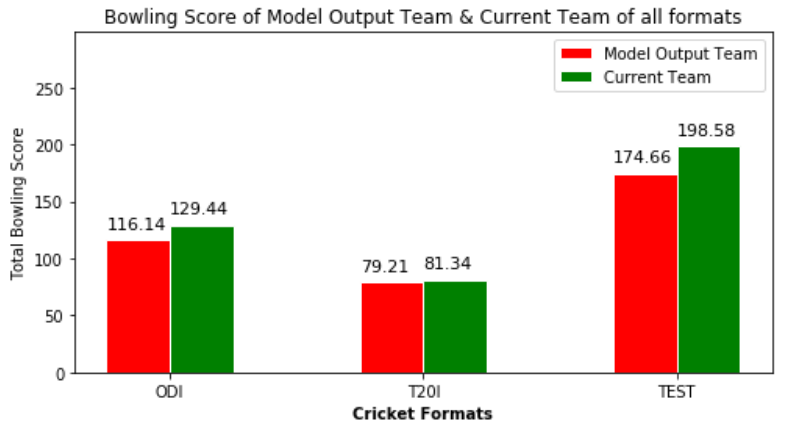 Bowling Score of Model Output Team & Current Team of all formats
Model Output Team
Current Team
Total Bowling Score
250
200
150
100
50
0
116.14
129.44
79.21
81.34
174.66
198.58
ODI
T20I
TEST
Cricket Formats